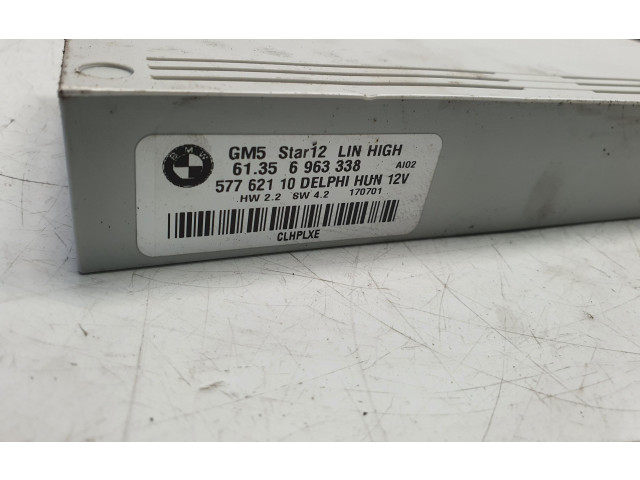 BMW
GM5 Star12 LIN HIGH
61.35 6 963 338 AI02
577 621 10 DELPHI HUN 12V
HW 2.2 SW 4.2 170701
CLHPLXE